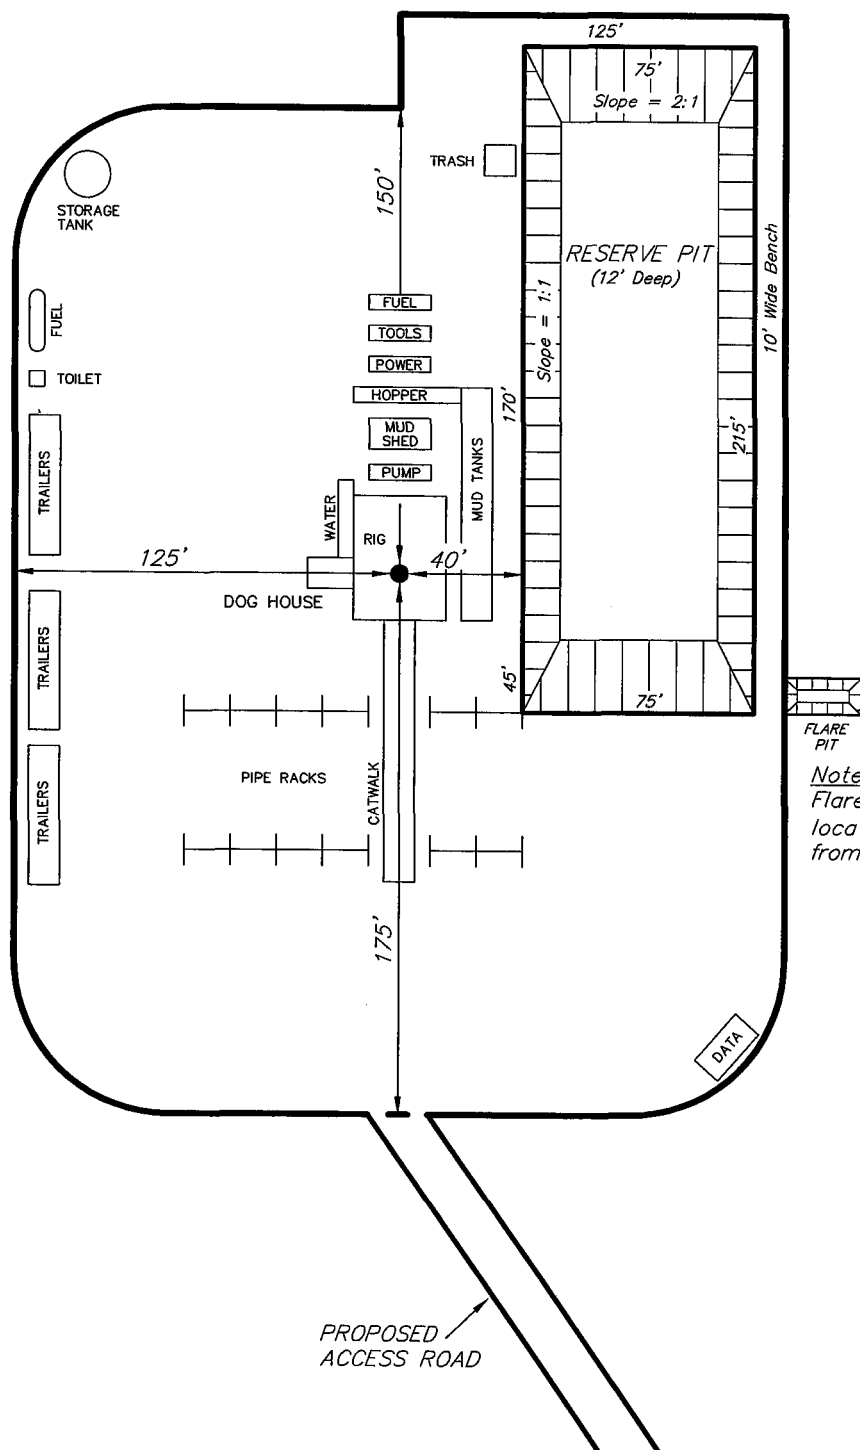 125'
75'
Slope = 2:1
TRASH
STORAGE
TANK
150'
RESERVE PIT
(12' Deep)
10' Wide Bench
Slope = 1:1
FUEL
FUEL
TOOLS
POWER
TOILET
HOPPER
170'
MUD
SHED
MUD TANKS
215'
TRAILERS
PUMP
WATER
RIG
125'
40'
DOG HOUSE
TRAILERS
45'
75'
FLARE
PIT
PIPE RACKS
CATWALK
TRAILERS
Note
Flare
loca
from
175'
DATA
PROPOSED
ACCESS ROAD